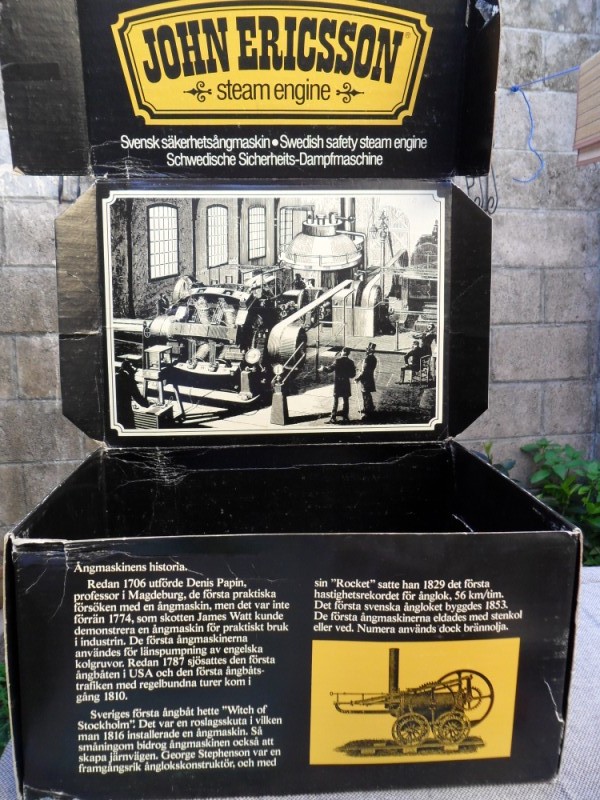 JOHN ERICSSON®
steam engine
Svensk säkerhetsångmaskin • Swedish safety steam engine
Schwedische Sicherheits-Dampfmaschine
Ångmaskinens historia.
Redan 1706 utförde Denis Papin,
professor i Magdeburg, de första praktiska
försöken med en ångmaskin, men det var inte
förrän 1774, som skotten James Watt kunde
demonstrera en ångmaskin för praktiskt bruk
i industrin. De första ångmaskinerna
användes för länspumpning av engelska
kolgruvor. Redan 1787 sjösattes den första
ångbåten i USA och den första ångbåts-
trafiken med regelbundna turer kom i
gång 1810.
Sveriges första ångbåt hette "Witch of
Stockholm". Det var en roslagsskuta i vilken
man 1816 installerade en ångmaskin. Så
småningom bidrog ångmaskinen också att
skapa järnvägen. George Stephenson var en
framgångsrik ånglokskonstruktör, och med
sin "Rocket" satte han 1829 det första
hastighetsrekordet för ånglok, 56 km/tim.
Det första svenska ångloket byggdes 1853.
De första ångmaskinerna eldades med stenkol
eller ved. Numera används dock brännolja.